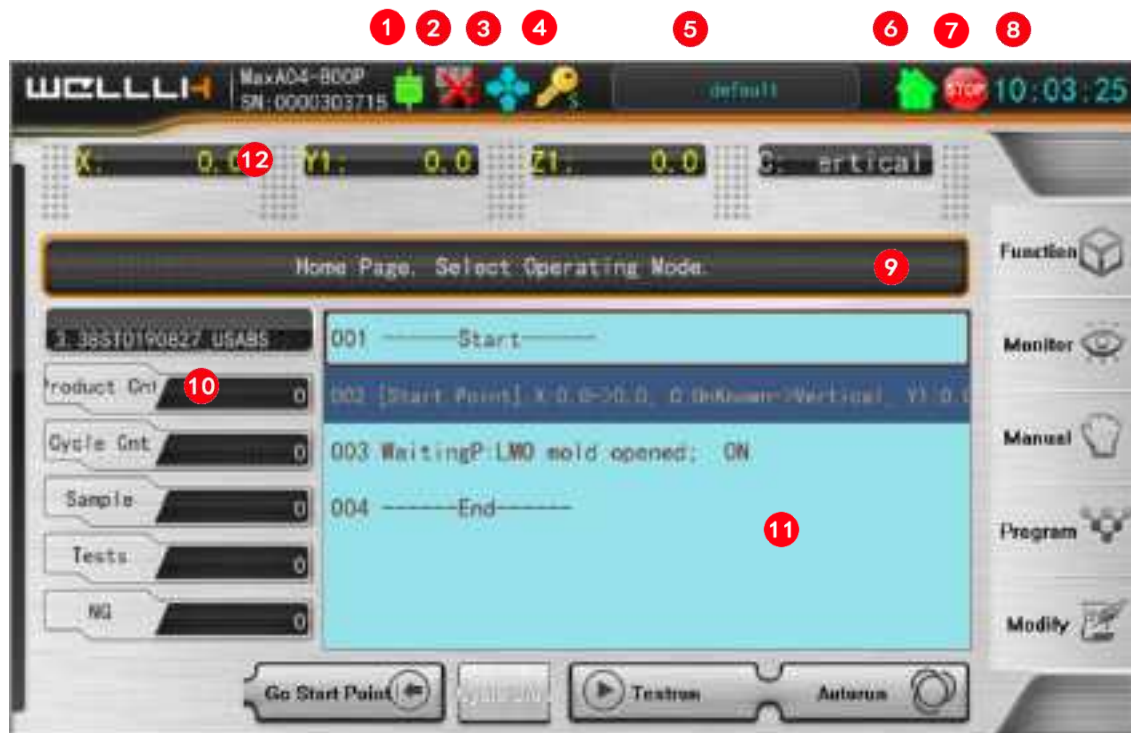 1 2 3 4 5 6 7 8
WELLLIH
MaxA04-800P
SN:0000303715
S
default
STOP
10:03:25
X: 0.0
12
Y1: 0.0
Z1: 0.0
C: ertical
Home Page, Select Operating Mode.
9
Function
Monitor
Manual
Program
Modify
Product Cnt
10
0
Cycle Cnt
0
Sample
0
Tests
0
NG
0
001 ------Start------
002 [Start Point] X:0.0->0.0, C:UnKnown->Vertical, Y1:0.0
003 WaitingP:LMO mold opened; ON
004 ------End------
11
Go Start Point
Testrun
Autorun